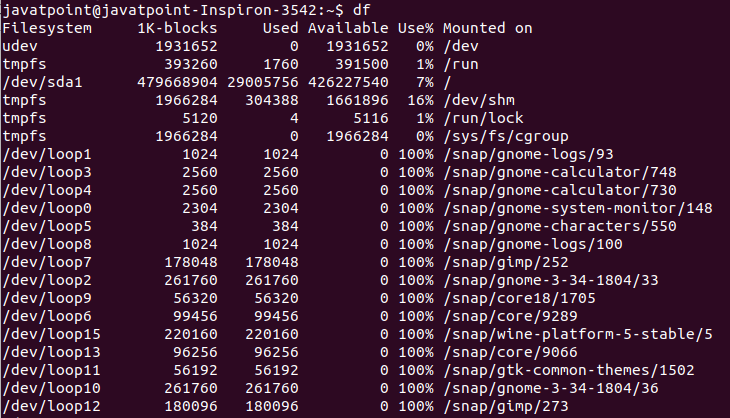 javatpoint@javatpoint-Inspiron-3542:~$ df
Filesystem     1K-blocks     Used Available Use% Mounted on
udev             1931652        0   1931652   0% /dev
tmpfs             393260     1760    391500   1% /run
/dev/sda1      479668904 29005756 426227540   7% /
tmpfs            1966284   304388   1661896  16% /dev/shm
tmpfs               5120        4      5116   1% /run/lock
tmpfs            1966284        0   1966284   0% /sys/fs/cgroup
/dev/loop1          1024     1024         0 100% /snap/gnome-logs/93
/dev/loop3          2560     2560         0 100% /snap/gnome-calculator/748
/dev/loop4          2560     2560         0 100% /snap/gnome-calculator/730
/dev/loop0          2304     2304         0 100% /snap/gnome-system-monitor/148
/dev/loop5           384      384         0 100% /snap/gnome-characters/550
/dev/loop8          1024     1024         0 100% /snap/gnome-logs/100
/dev/loop7        178048   178048         0 100% /snap/gimp/252
/dev/loop2        261760   261760         0 100% /snap/gnome-3-34-1804/33
/dev/loop9         56320    56320         0 100% /snap/core18/1705
/dev/loop6         99456    99456         0 100% /snap/core/9289
/dev/loop15       220160   220160         0 100% /snap/wine-platform-5-stable/5
/dev/loop13        96256    96256         0 100% /snap/core/9066
/dev/loop11        56192    56192         0 100% /snap/gtk-common-themes/1502
/dev/loop10       261760   261760         0 100% /snap/gnome-3-34-1804/36
/dev/loop12       180096   180096         0 100% /snap/gimp/273